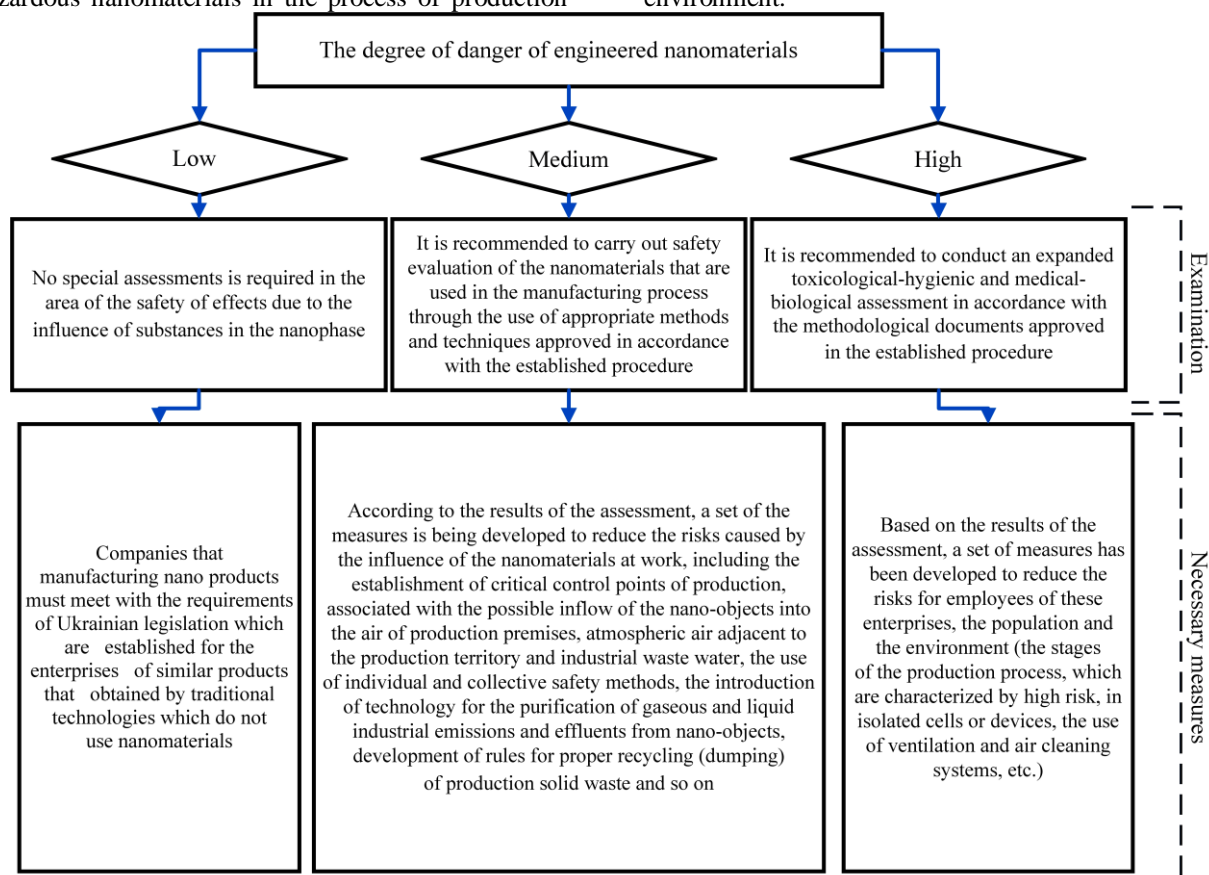 zardous nanomaterials in the process of production
environment.
The degree of danger of engineered nanomaterials
Low
Medium
High
No special assessments is required in the
area of the safety of effects due to the
influence of substances in the nanophase
It is recommended to carry out safety
evaluation of the nanomaterials that are
used in the manufacturing process
through the use of appropriate methods
and techniques approved in accordance
with the established procedure
It is recommended to conduct an expanded
toxicological-hygienic and medical-
biological assessment in accordance with
the methodological documents approved
in the established procedure
Examination
Companies that
manufacturing nano products
must meet with the requirements
of Ukrainian legislation which
are established for the
enterprises of similar products
that obtained by traditional
technologies which do not
use nanomaterials
According to the results of the assessment, a set of the
measures is being developed to reduce the risks caused by
the influence of the nanomaterials at work, including the
establishment of critical control points of production,
associated with the possible inflow of the nano-objects into
the air of production premises, atmospheric air adjacent to
the production territory and industrial waste water, the use
of individual and collective safety methods, the introduction
of technology for the purification of gaseous and liquid
industrial emissions and effluents from nano-objects,
development of rules for proper recycling (dumping)
of production solid waste and so on
Based on the results of the
assessment, a set of measures has
been developed to reduce the
risks for employees of these
enterprises, the population and
the environment (the stages
of the production process, which
are characterized by high risk, in
isolated cells or devices, the use
of ventilation and air cleaning
systems, etc.)
Necessary measures